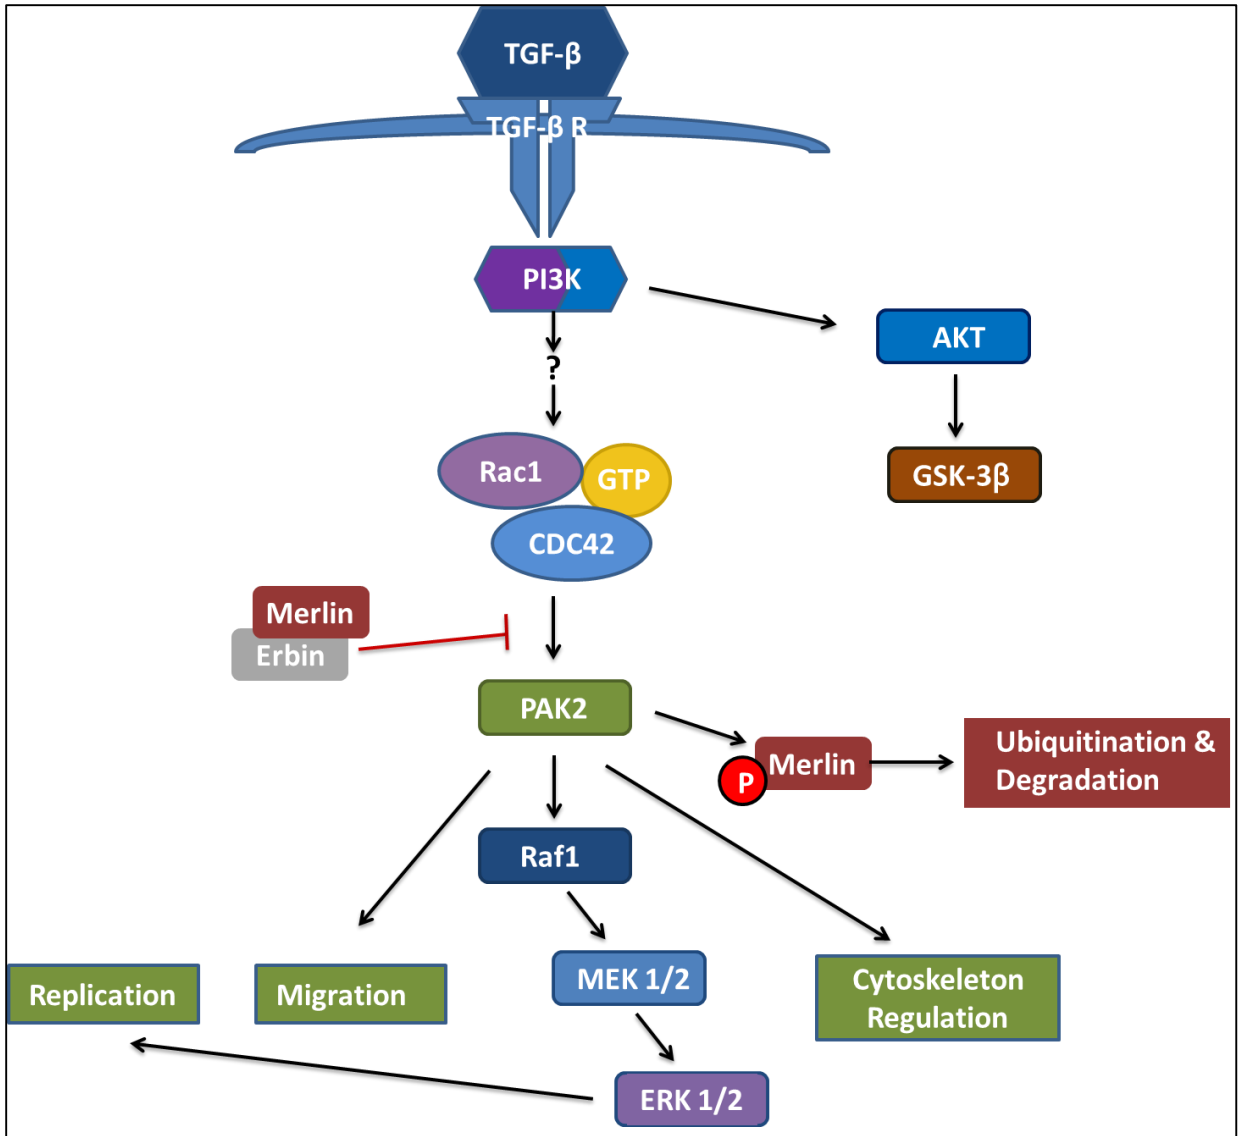 TGF-β
TGF-β R
PI3K
?
AKT
Rac1
GTP
GSK-3β
CDC42
Merlin
Erbin
PAK2
P
Merlin
Ubiquitination &
Degradation
Raf1
Replication
Migration
MEK 1/2
Cytoskeleton
Regulation
ERK 1/2